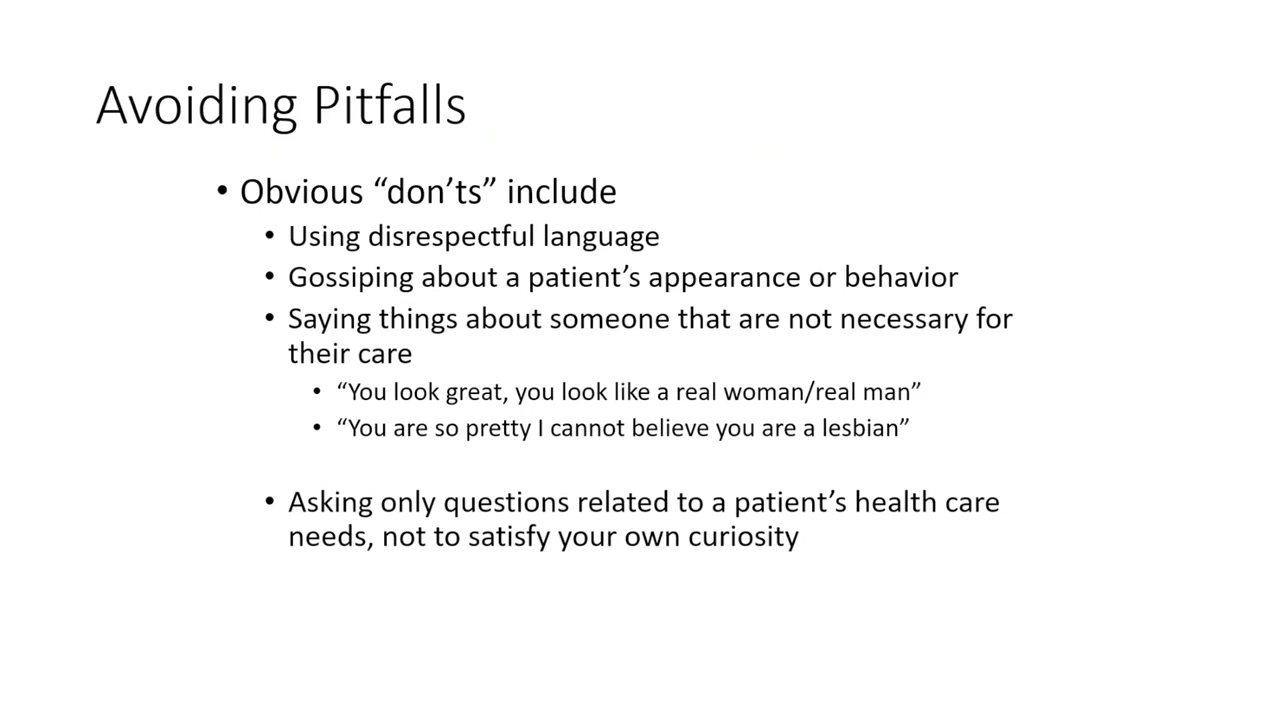 Avoiding Pitfalls
• Obvious “don’ts” include
• Using disrespectful language
• Gossiping about a patient’s appearance or behavior
• Saying things about someone that are not necessary for
their care
• “You look great, you look like a real woman/real man”
• “You are so pretty I cannot believe you are a lesbian”
• Asking only questions related to a patient’s health care
needs, not to satisfy your own curiosity